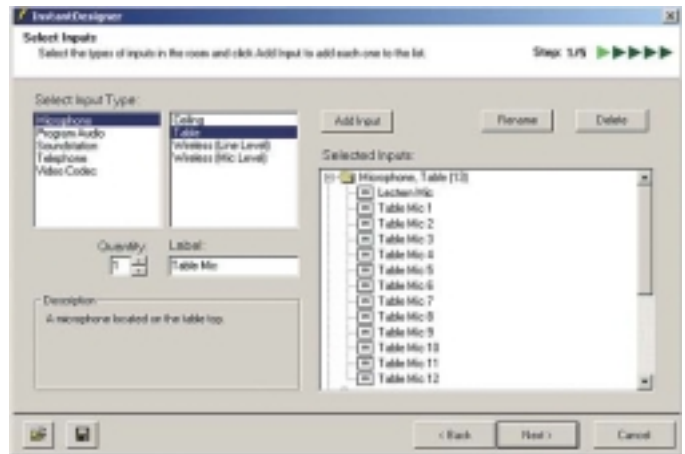 InstantDesigner
Select Inputs
Select the types of inputs in the room and click Add Input to add each one to the list.
Step: 1/5
Select Input Type:
Microphone
Program Audio
Soundstation
Telephone
Video Codec
Ceiling
Table
Wireless (Line Level)
Wireless (Mic Level)
Add Input
Rename
Delete
Selected Inputs:
Microphone, Table (13)
Lectern Mic
Table Mic 1
Table Mic 2
Table Mic 3
Table Mic 4
Table Mic 5
Table Mic 6
Table Mic 7
Table Mic 8
Table Mic 9
Table Mic 10
Table Mic 11
Table Mic 12
Quantity:
Label:
1
Table Mic
Description
A microphone located on the table top.
< Back
Next >
Cancel